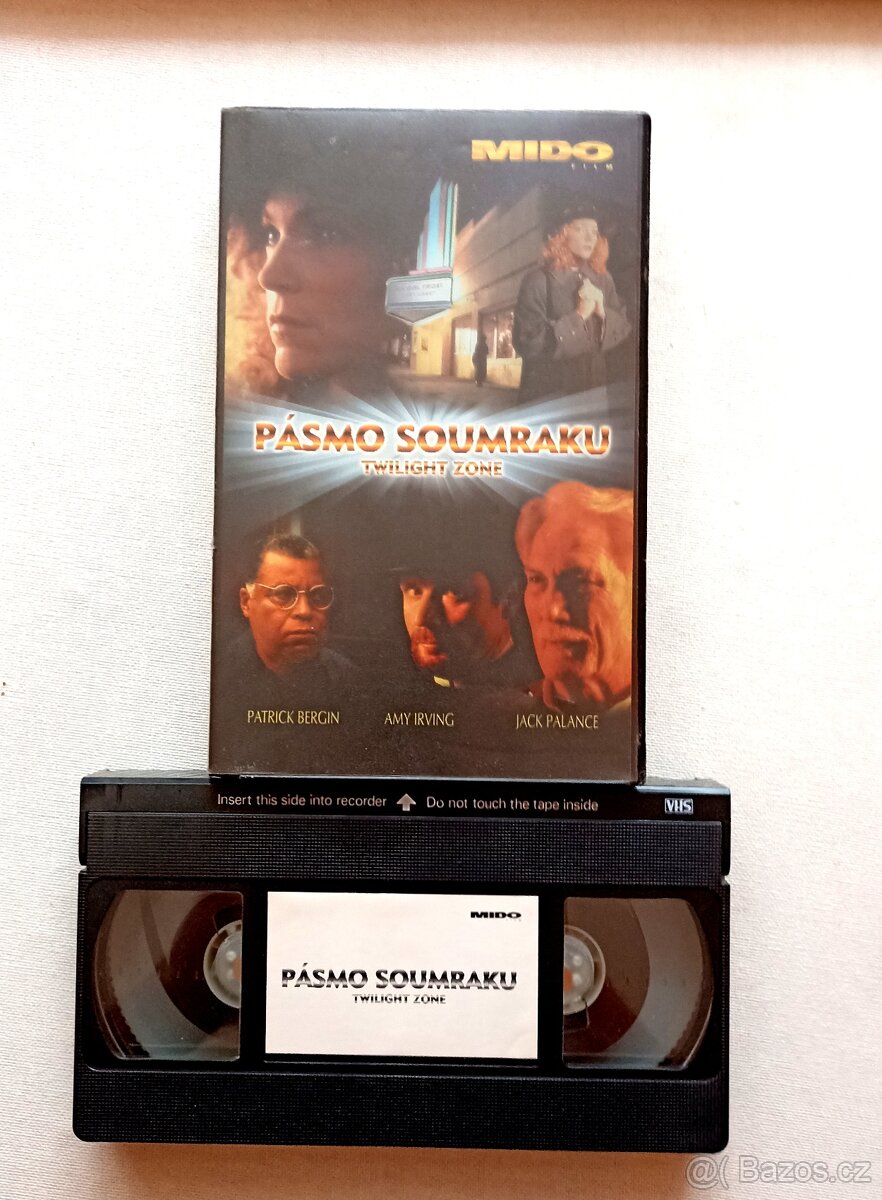 MIDO
FILM
PÁSMO SOUMRAKU
TWILIGHT ZONE
PATRICK BERGIN AMY IRVING JACK PALANCE
Insert this side into recorder Do not touch the tape inside VHS
MIDO
PÁSMO SOUMRAKU
TWILIGHT ZONE
@( Bazos.cz